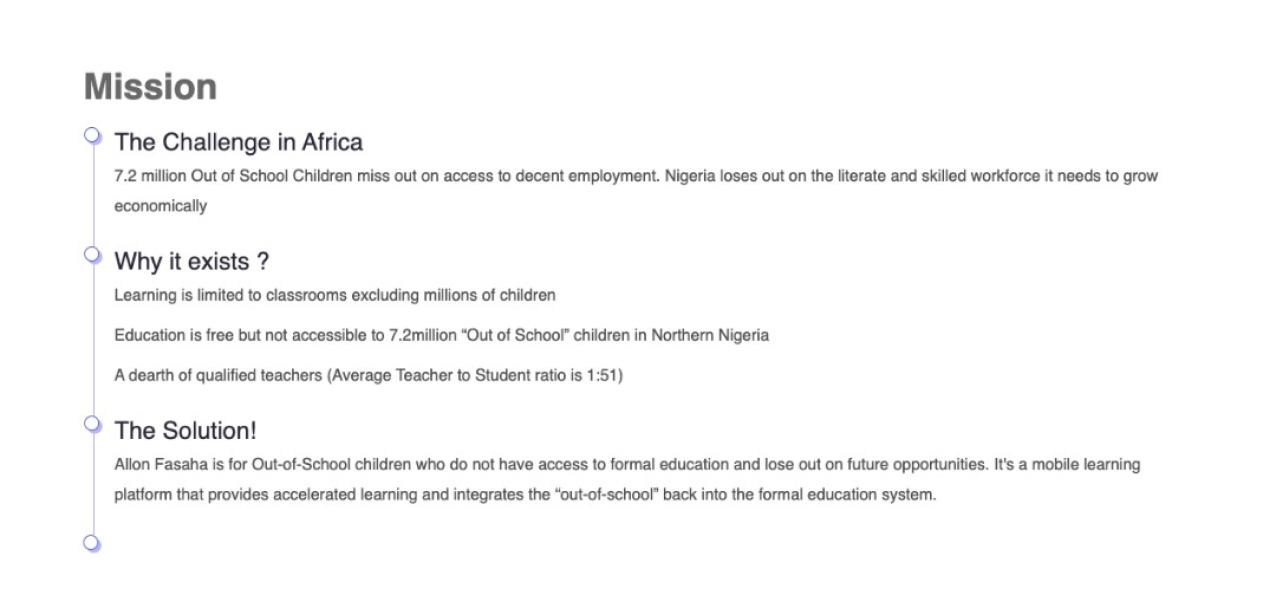 Mission
The Challenge in Africa
7.2 million Out of School Children miss out on access to decent employment. Nigeria loses out on the literate and skilled workforce it needs to grow
economically
Why it exists ?
Learning is limited to classrooms excluding millions of children
Education is free but not accessible to 7.2million “Out of School” children in Northern Nigeria
A dearth of qualified teachers (Average Teacher to Student ratio is 1:51)
The Solution!
Allon Fasaha is for Out-of-School children who do not have access to formal education and lose out on future opportunities. It's a mobile learning
platform that provides accelerated learning and integrates the “out-of-school” back into the formal education system.